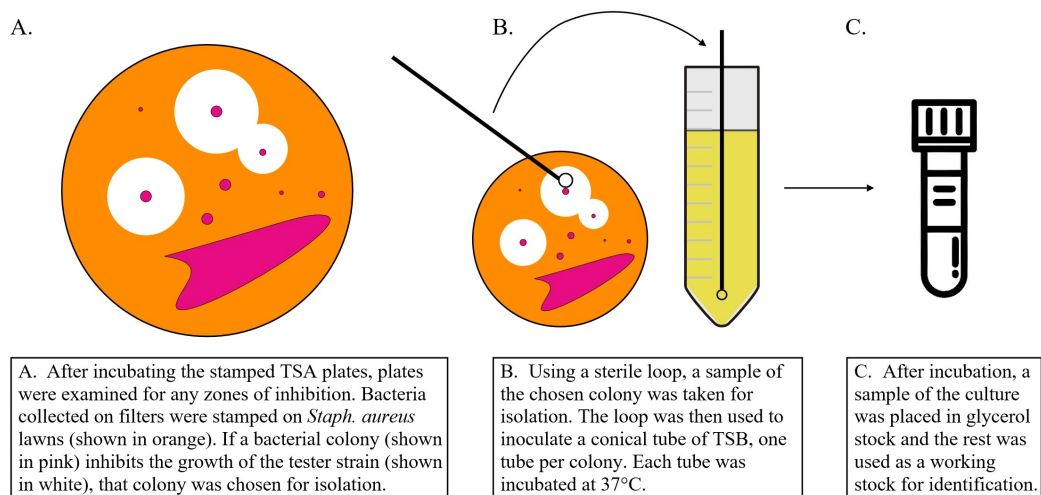 A.
B.
C.
A. After incubating the stamped TSA plates, plates
were examined for any zones of inhibition. Bacteria
collected on filters were stamped on Staph. aureus
lawns (shown in orange). If a bacterial colony (shown
in pink) inhibits the growth of the tester strain (shown
in white), that colony was chosen for isolation.
B. Using a sterile loop, a sample of
the chosen colony was taken for
isolation. The loop was then used to
inoculate a conical tube of TSB, one
tube per colony. Each tube was
incubated at 37°C.
C. After incubation, a
sample of the culture
was placed in glycerol
stock and the rest was
used as a working
stock for identification.